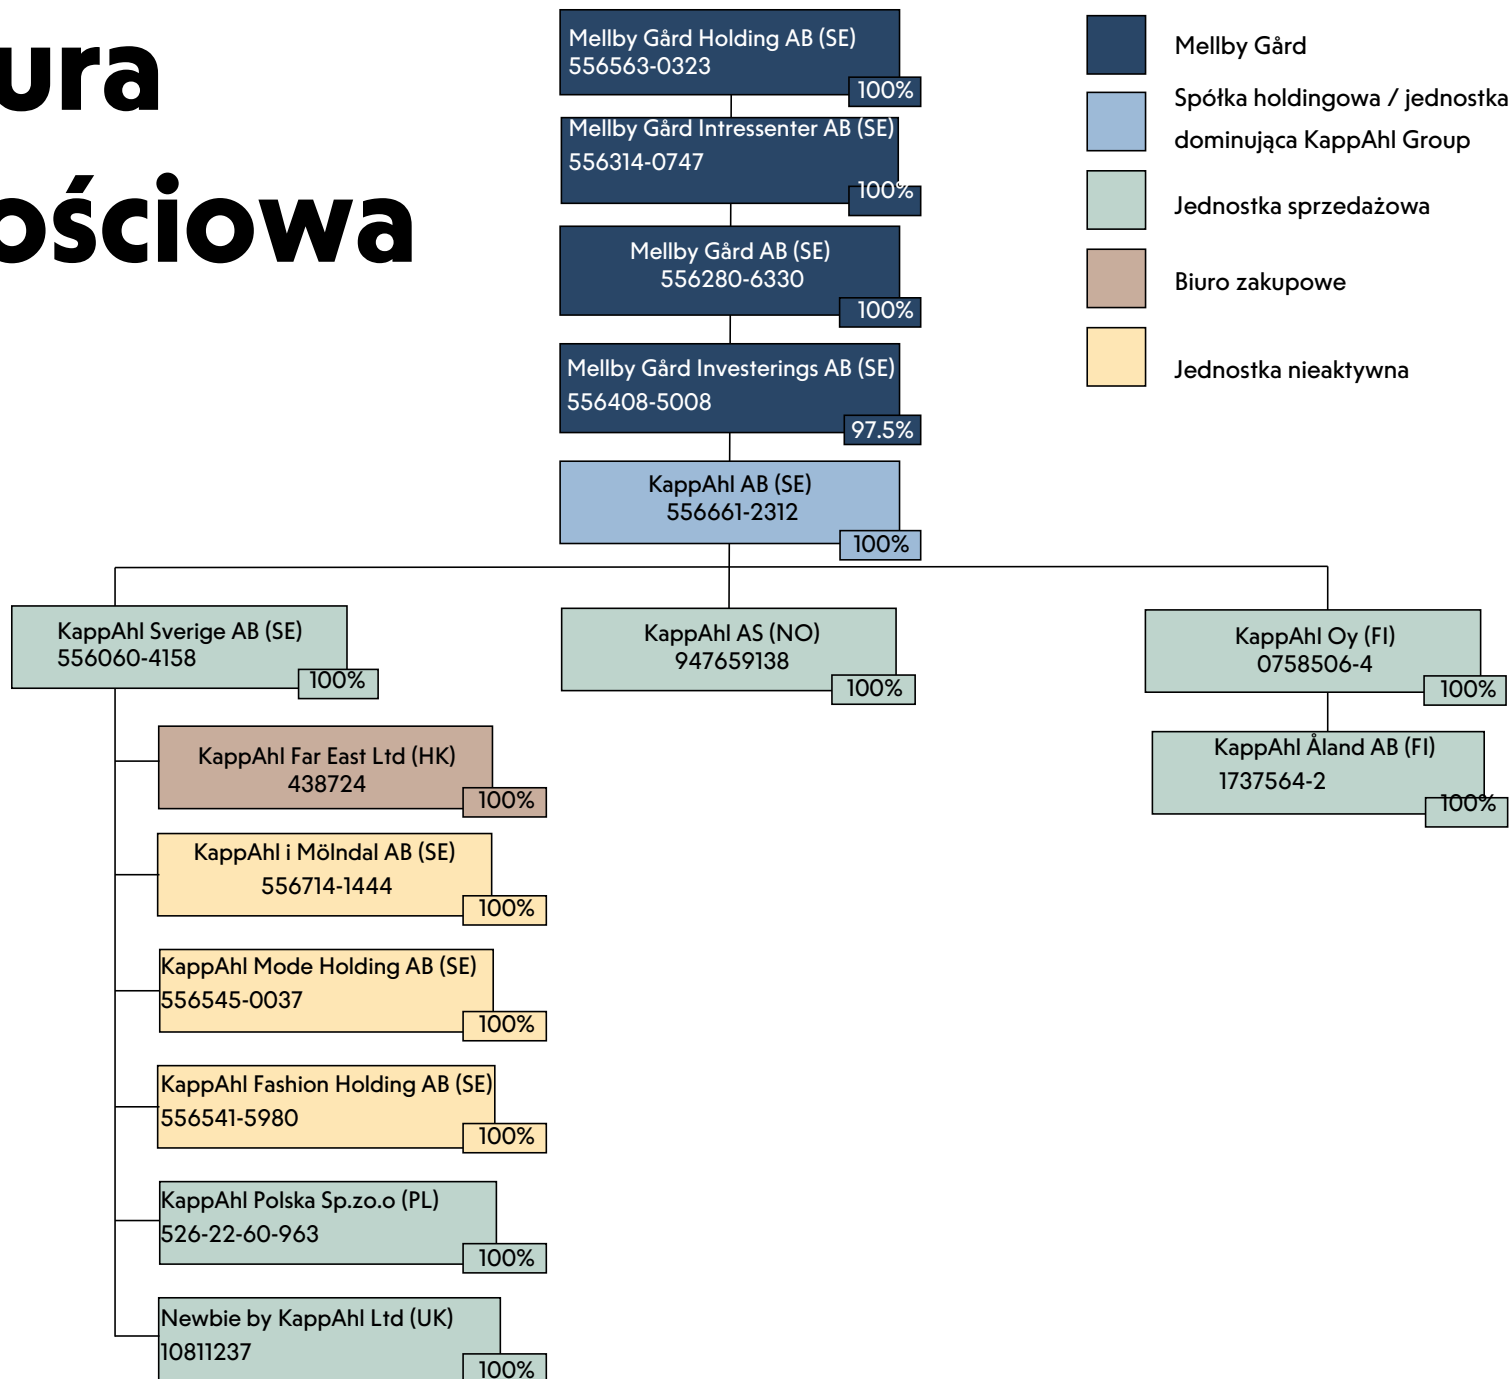 ura
ościowa
Mellby Gård Holding AB (SE)
556563-0323
100%
Mellby Gård Intressenter AB (SE)
556314-0747
100%
Mellby Gård AB (SE)
556280-6330
100%
Mellby Gård Investerings AB (SE)
556408-5008
97.5%
KappAhl AB (SE)
556661-2312
100%
Mellby Gård
Spółka holdingowa / jednostka
dominująca KappAhl Group
Jednostka sprzedażowa
Biuro zakupowe
Jednostka nieaktywna
KappAhl Sverige AB (SE)
556060-4158
100%
KappAhl AS (NO)
947659138
100%
KappAhl Oy (FI)
0758506-4
100%
KappAhl Åland AB (FI)
1737564-2
100%
KappAhl Far East Ltd (HK)
438724
100%
KappAhl i Mölndal AB (SE)
556714-1444
100%
KappAhl Mode Holding AB (SE)
556545-0037
100%
KappAhl Fashion Holding AB (SE)
556541-5980
100%
KappAhl Polska Sp.zo.o (PL)
526-22-60-963
100%
Newbie by KappAhl Ltd (UK)
10811237
100%